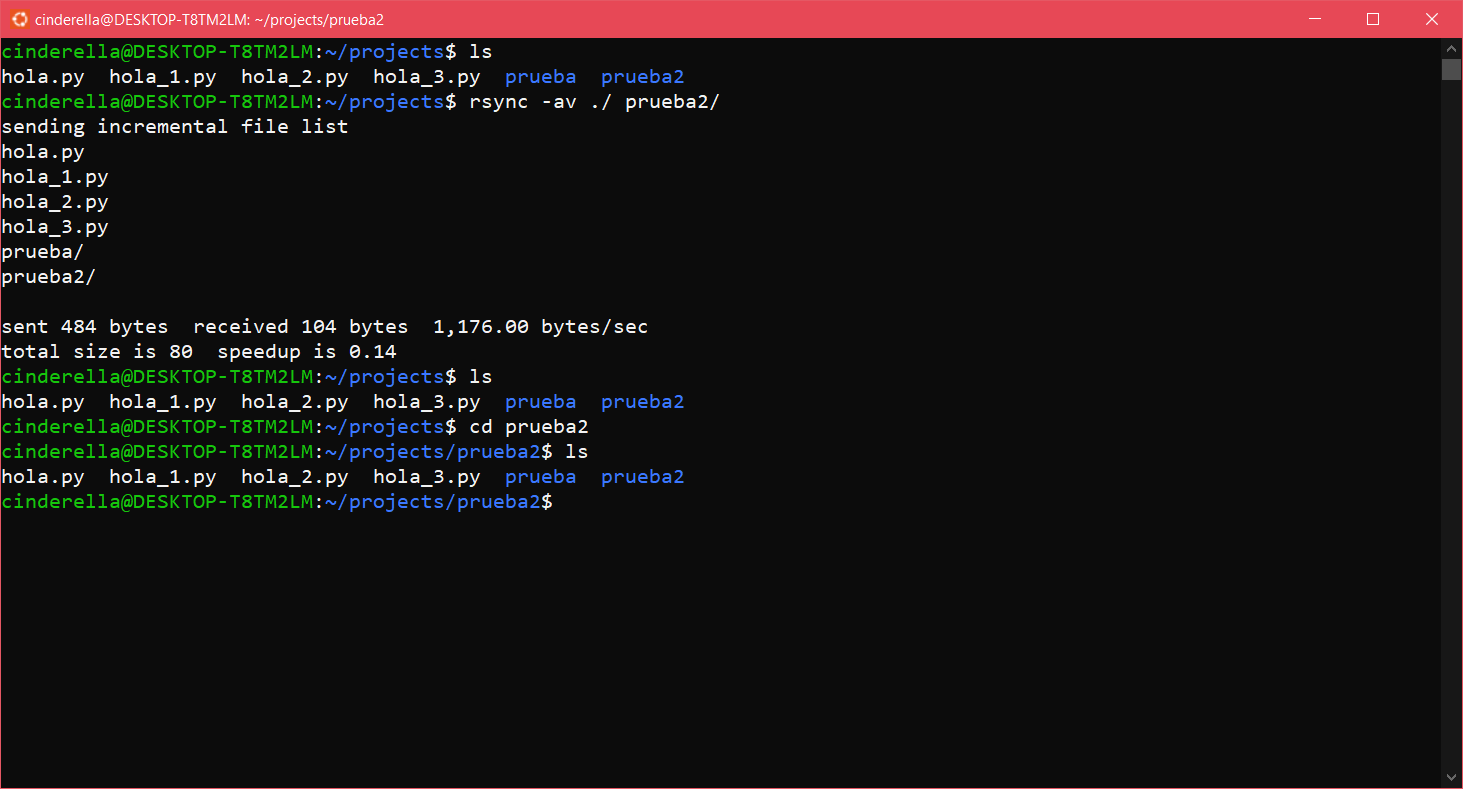 cinderella@DESKTOP-T8TM2LM: ~/projects/prueba2
cinderella@DESKTOP-T8TM2LM:~/projects$ ls
hola.py  hola_1.py  hola_2.py  hola_3.py  prueba  prueba2
cinderella@DESKTOP-T8TM2LM:~/projects$ rsync -av ./ prueba2/
sending incremental file list
hola.py
hola_1.py
hola_2.py
hola_3.py
prueba/
prueba2/
sent 484 bytes  received 104 bytes  1,176.00 bytes/sec
total size is 80  speedup is 0.14
cinderella@DESKTOP-T8TM2LM:~/projects$ ls
hola.py  hola_1.py  hola_2.py  hola_3.py  prueba  prueba2
cinderella@DESKTOP-T8TM2LM:~/projects$ cd prueba2
cinderella@DESKTOP-T8TM2LM:~/projects/prueba2$ ls
hola.py  hola_1.py  hola_2.py  hola_3.py  prueba  prueba2
cinderella@DESKTOP-T8TM2LM:~/projects/prueba2$